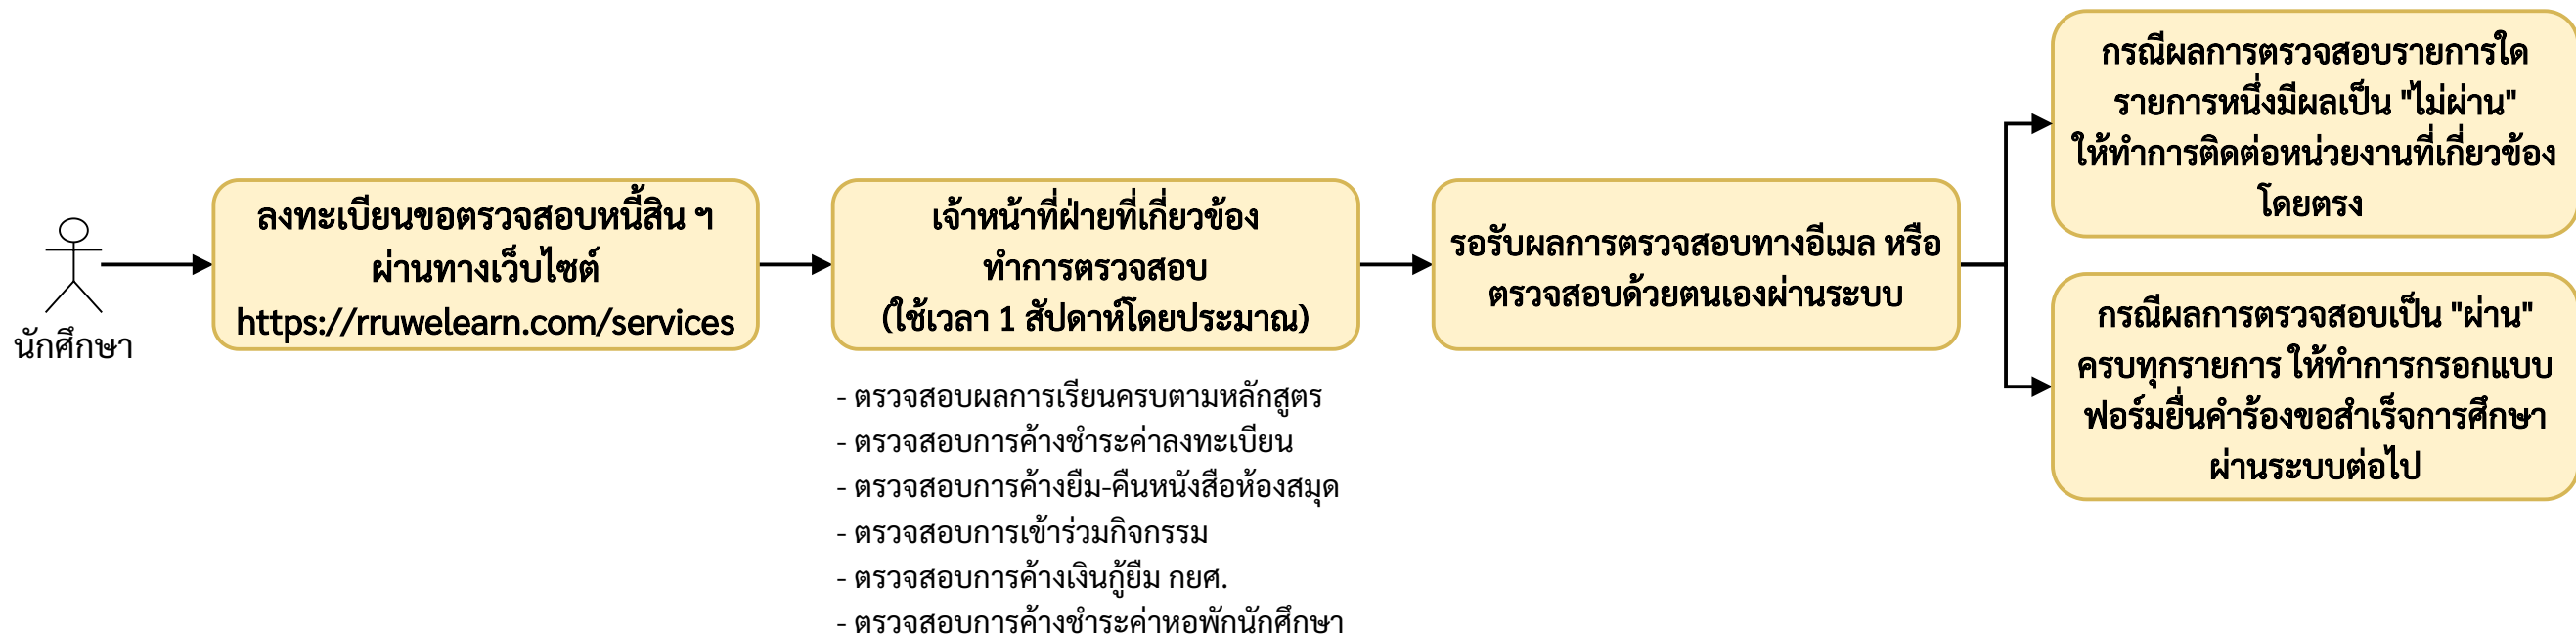 นักศึกษา
ลงทะเบียนขอตรวจสอบหนี้สิน ฯ
ผ่านทางเว็บไซต์
https://rruwelearn.com/services
เจ้าหน้าที่ฝ่ายที่เกี่ยวข้อง
ทำการตรวจสอบ
(ใช้เวลา 1 สัปดาห์โดยประมาณ)
- ตรวจสอบผลการเรียนครบตามหลักสูตร
- ตรวจสอบการค้างชำระค่าลงทะเบียน
- ตรวจสอบการค้างยืม-คืนหนังสือห้องสมุด
- ตรวจสอบการเข้าร่วมกิจกรรม
- ตรวจสอบการค้างเงินกู้ยืม กยศ.
- ตรวจสอบการค้างชำระค่าหอพักนักศึกษา
รอรับผลการตรวจสอบทางอีเมล หรือ
ตรวจสอบด้วยตนเองผ่านระบบ
กรณีผลการตรวจสอบรายการใด
รายการหนึ่งมีผลเป็น "ไม่ผ่าน"
ให้ทำการติดต่อหน่วยงานที่เกี่ยวข้อง
โดยตรง
กรณีผลการตรวจสอบเป็น "ผ่าน"
ครบทุกรายการ ให้ทำการกรอกแบบ
ฟอร์มยื่นคำร้องขอสำเร็จการศึกษา
ผ่านระบบต่อไป